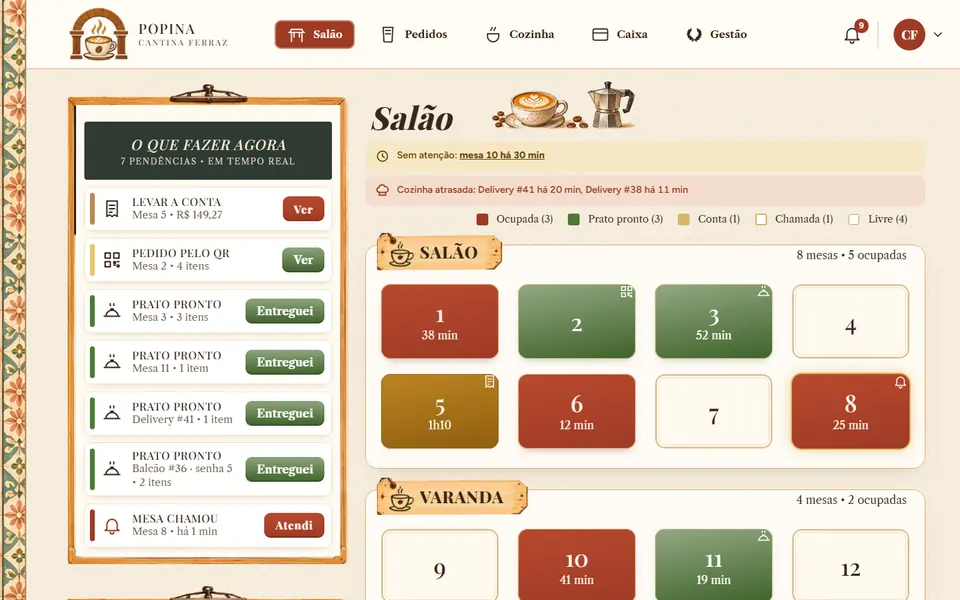 POPINA
CANTINA FERRAZ
Salão
Pedidos
Cozinha
Caixa
Gestão
9
CF
O QUE FAZER AGORA
7 PENDÊNCIAS • EM TEMPO REAL
LEVAR A CONTA
Mesa 5 • R$ 149,27
Ver
PEDIDO PELO QR
Mesa 2 • 4 itens
Ver
PRATO PRONTO
Mesa 3 • 3 itens
Entreguei
PRATO PRONTO
Mesa 11 • 1 item
Entreguei
PRATO PRONTO
Delivery #41 • 1 item
Entreguei
PRATO PRONTO
Balcão #36 · senha 5
• 2 itens
Entreguei
MESA CHAMOU
Mesa 8 • há 1 min
Atendi
Salão
Sem atenção: mesa 10 há 30 min
Cozinha atrasada: Delivery #41 há 20 min, Delivery #38 há 11 min
Ocupada (3)
Prato pronto (3)
Conta (1)
Chamada (1)
Livre (4)
SALÃO
8 mesas • 5 ocupadas
1
38 min
2
3
52 min
4
5
1h10
6
12 min
7
8
25 min
VARANDA
4 mesas • 2 ocupadas
9
10
41 min
11
19 min
12